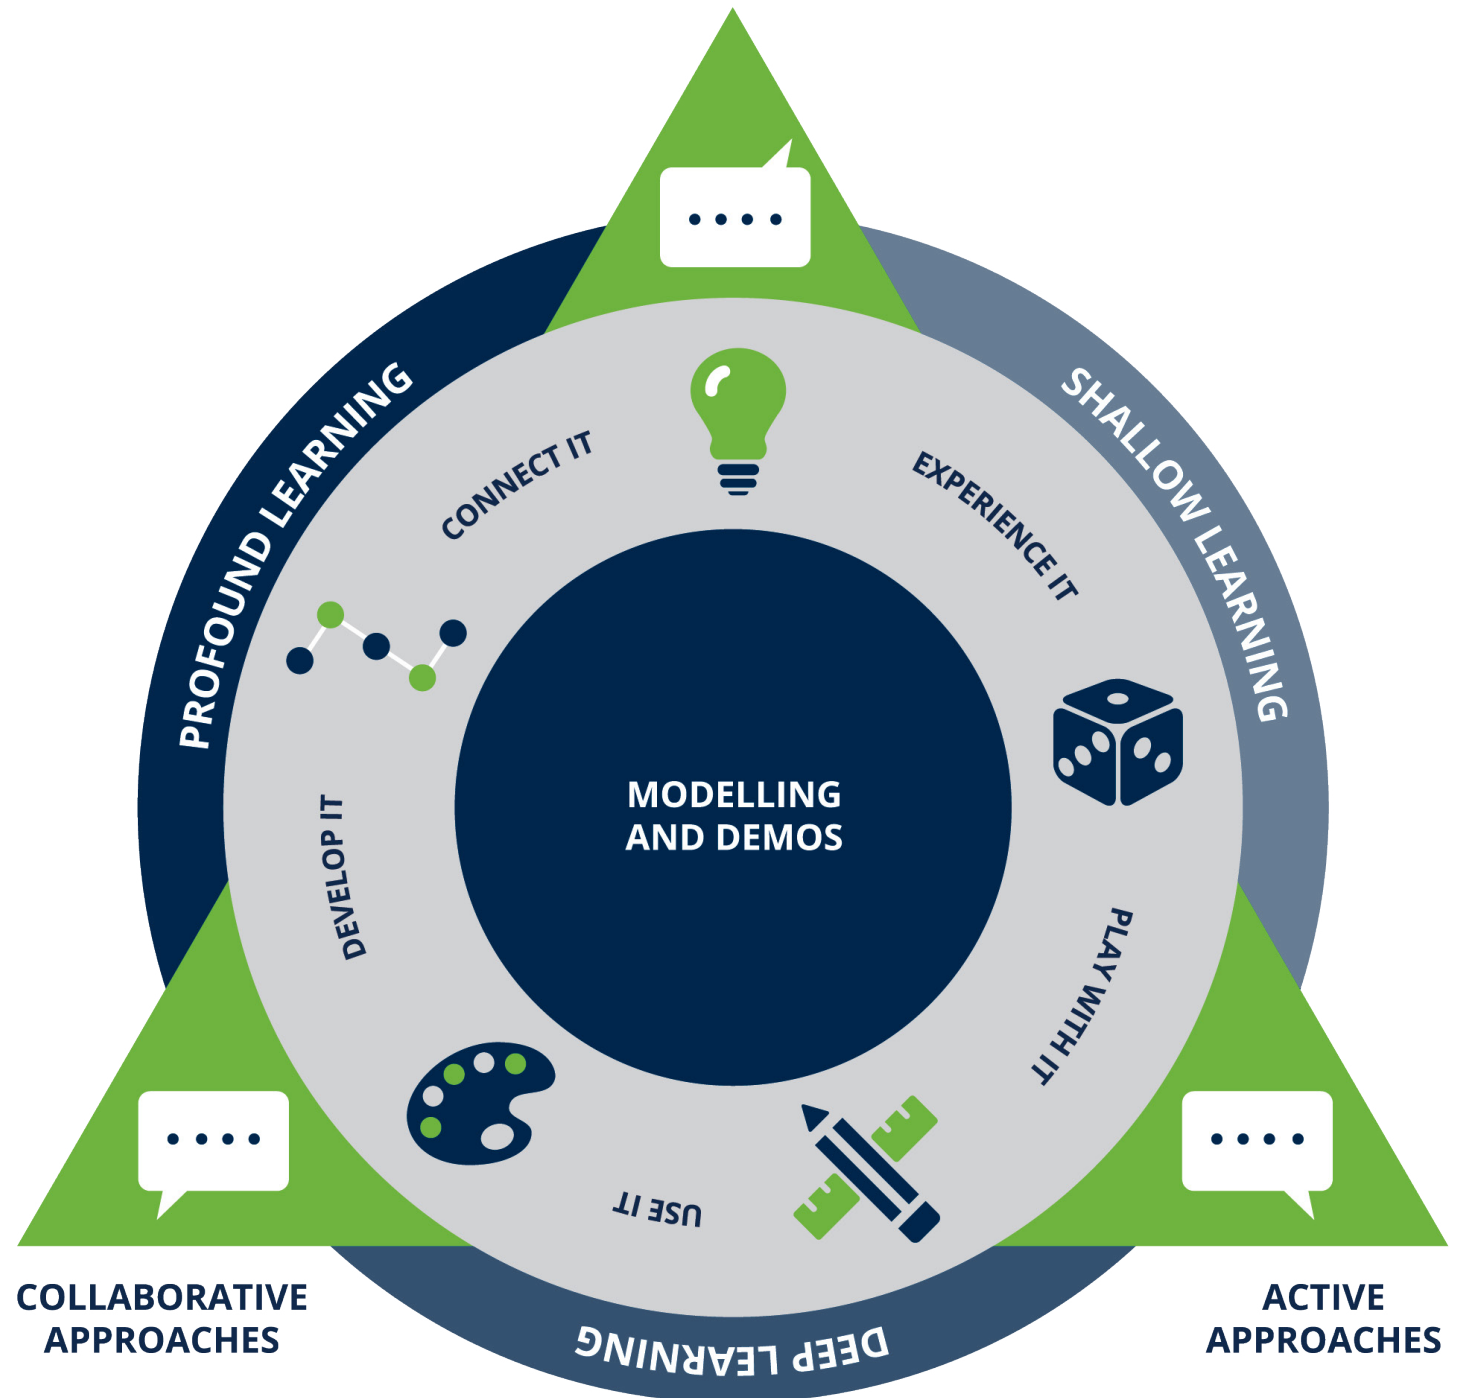 PROFOUND LEARNING
SHALLOW LEARNING
CONNECT IT
EXPERIENCE IT
MODELLING
AND DEMOS
DEVELOP IT
PLAY WITH IT
USE IT
COLLABORATIVE
APPROACHES
ACTIVE
APPROACHES
DEEP LEARNING